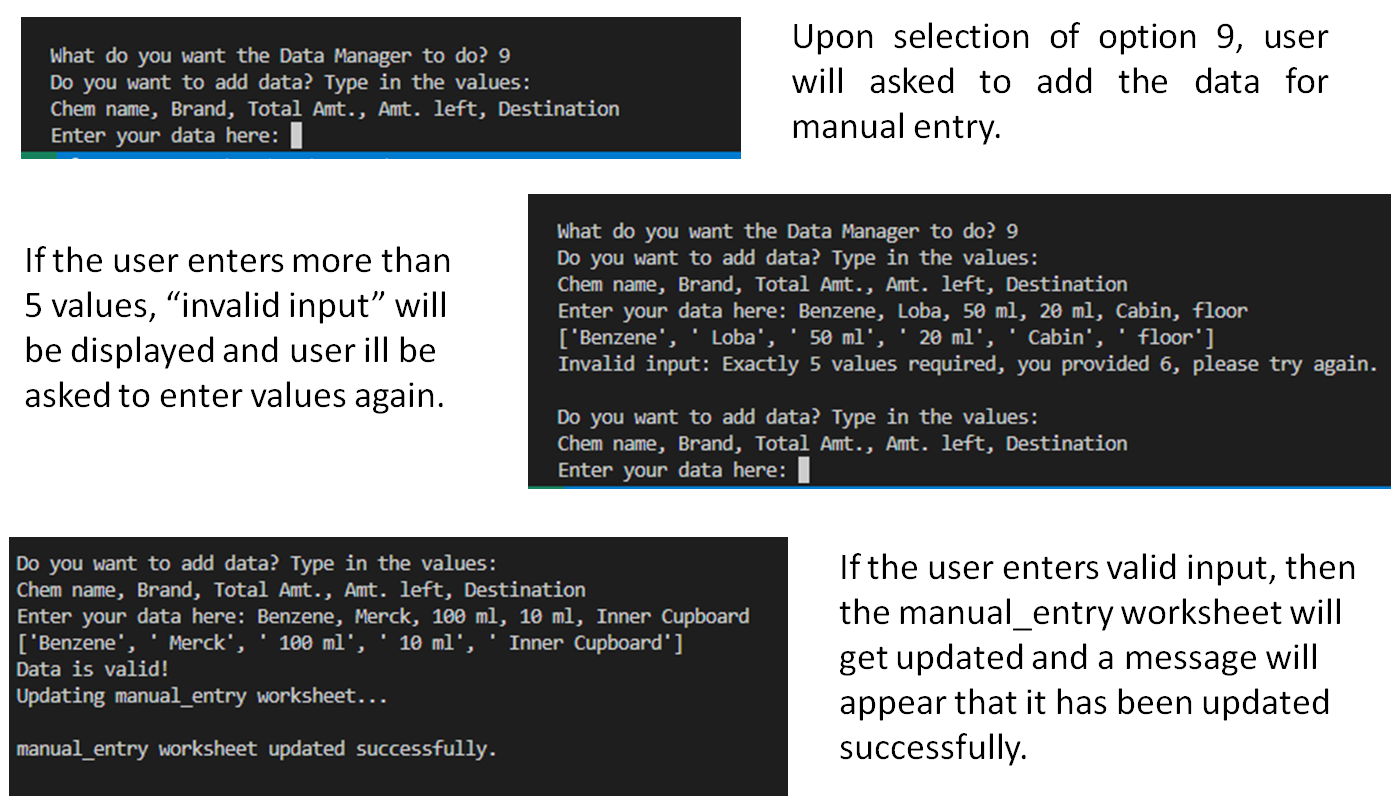 What do you want the Data Manager to do? 9
Do you want to add data? Type in the values:
Chem name, Brand, Total Amt., Amt. left, Destination
Enter your data here:
Upon selection of option 9, user
will asked to add the data for
manual entry.
If the user enters more than
5 values, “invalid input” will
be displayed and user ill be
asked to enter values again.
What do you want the Data Manager to do? 9
Do you want to add data? Type in the values:
Chem name, Brand, Total Amt., Amt. left, Destination
Enter your data here: Benzene, Loba, 50 ml, 20 ml, Cabin, floor
['Benzene', ' Loba', ' 50 ml', ' 20 ml', ' Cabin', ' floor']
Invalid input: Exactly 5 values required, you provided 6, please try again.
Do you want to add data? Type in the values:
Chem name, Brand, Total Amt., Amt. left, Destination
Enter your data here:
Do you want to add data? Type in the values:
Chem name, Brand, Total Amt., Amt. left, Destination
Enter your data here: Benzene, Merck, 100 ml, 10 ml, Inner Cupboard
['Benzene', ' Merck', ' 100 ml', ' 10 ml', ' Inner Cupboard']
Data is valid!
Updating manual_entry worksheet...
manual_entry worksheet updated successfully.
If the user enters valid input, then
the manual_entry worksheet will
get updated and a message will
appear that it has been updated
successfully.